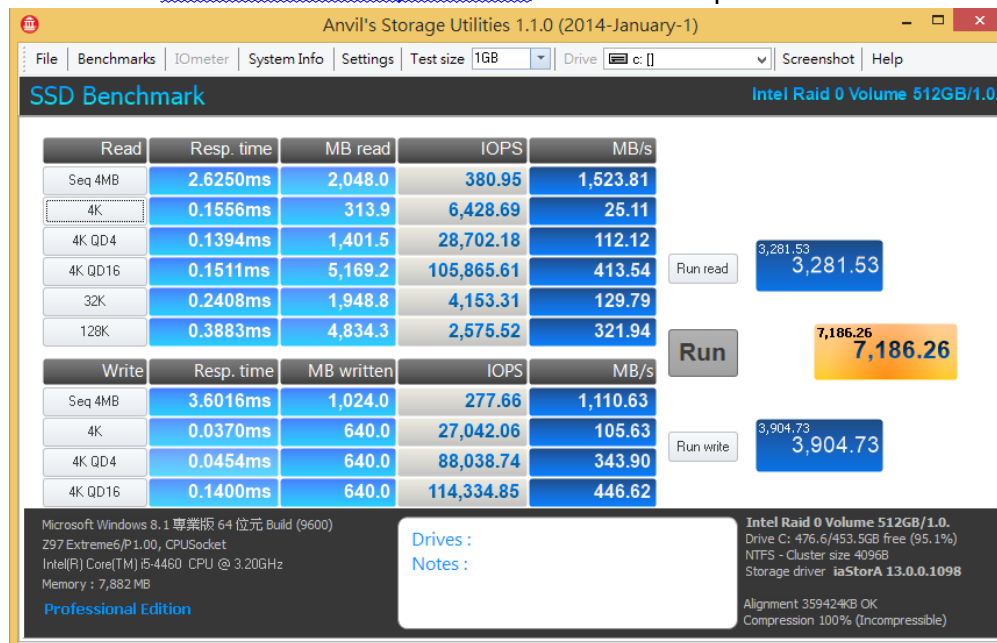 Anvil's Storage Utilities 1.1.0 (2014-January-1)
File Benchmarks IOmeter System Info Settings Test size 1GB Drive c: [] Screenshot Help
SSD Benchmark Intel Raid 0 Volume 512GB/1.0.
Read Resp. time MB read IOPS MB/s
Seq 4MB 2.6250ms 2,048.0 380.95 1,523.81
4K 0.1556ms 313.9 6,428.69 25.11
4K QD4 0.1394ms 1,401.5 28,702.18 112.12
4K QD16 0.1511ms 5,169.2 105,865.61 413.54
32K 0.2408ms 1,948.8 4,153.31 129.79
128K 0.3883ms 4,834.3 2,575.52 321.94
Run read
3,281.53
3,281.53
Run
7,186.26
7,186.26
Write Resp. time MB written IOPS MB/s
Seq 4MB 3.6016ms 1,024.0 277.66 1,110.63
4K 0.0370ms 640.0 27,042.06 105.63
4K QD4 0.0454ms 640.0 88,038.74 343.90
4K QD16 0.1400ms 640.0 114,334.85 446.62
Run write
3,904.73
3,904.73
Microsoft Windows 8.1 專業版 64 位元 Build (9600)
Z97 Extreme6/P1.00, CPUSocket
Intel(R) Core(TM) i5-4460 CPU @ 3.20GHz
Memory : 7,882 MB
Professional Edition
Drives :
Notes :
Intel Raid 0 Volume 512GB/1.0.
Drive C: 476.6/453.5GB free (95.1%)
NTFS - Cluster size 4096B
Storage driver iaStorA 13.0.0.1098
Alignment 359424KB OK
Compression 100% (Incompressible)